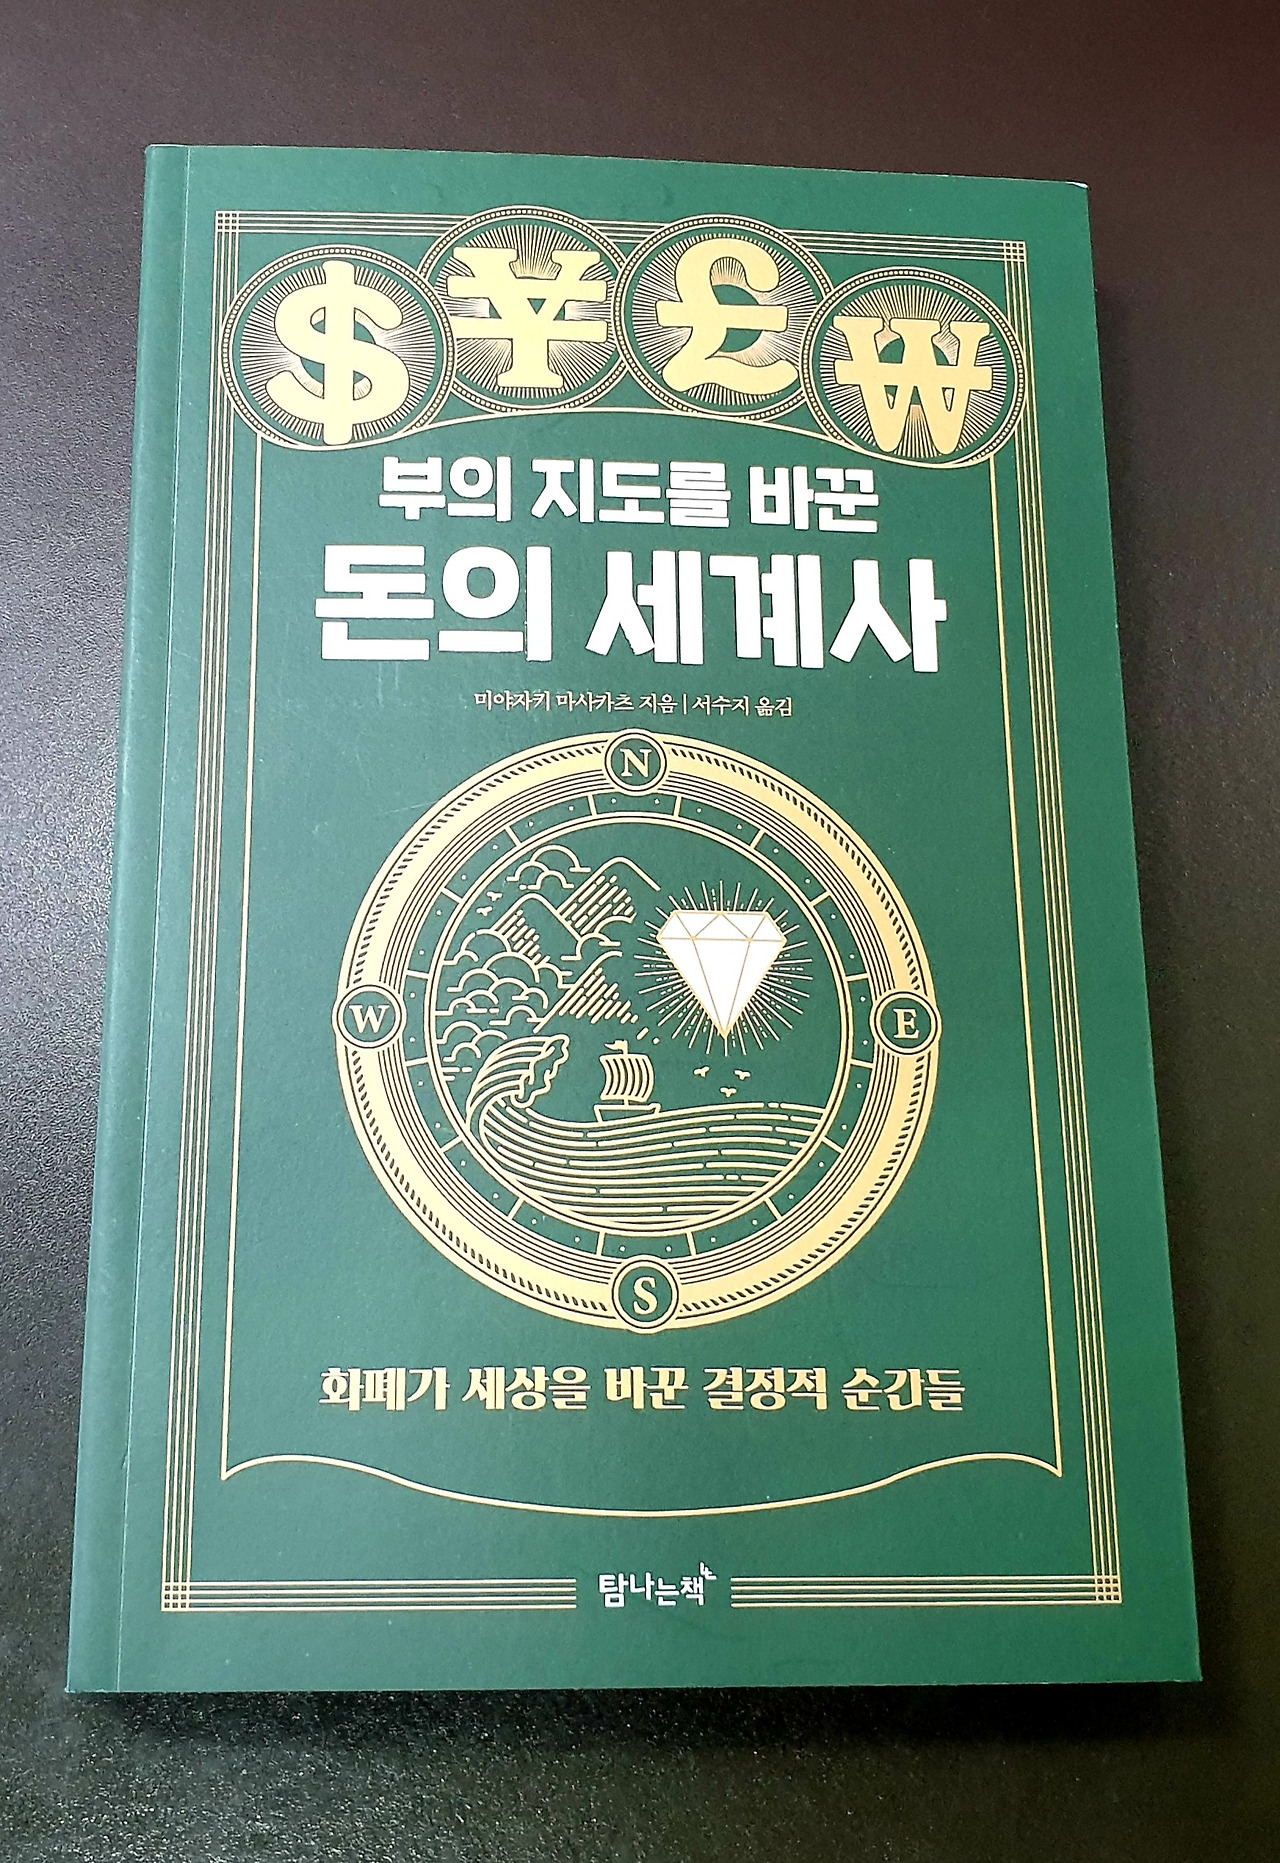 $ ¥ £ ₩
부의 지도를 바꾼
돈의 세계사
미야자키 마사카츠 지음 | 서수지 옮김
N
W E
S
화폐가 세상을 바꾼 결정적 순간들
탐나는책